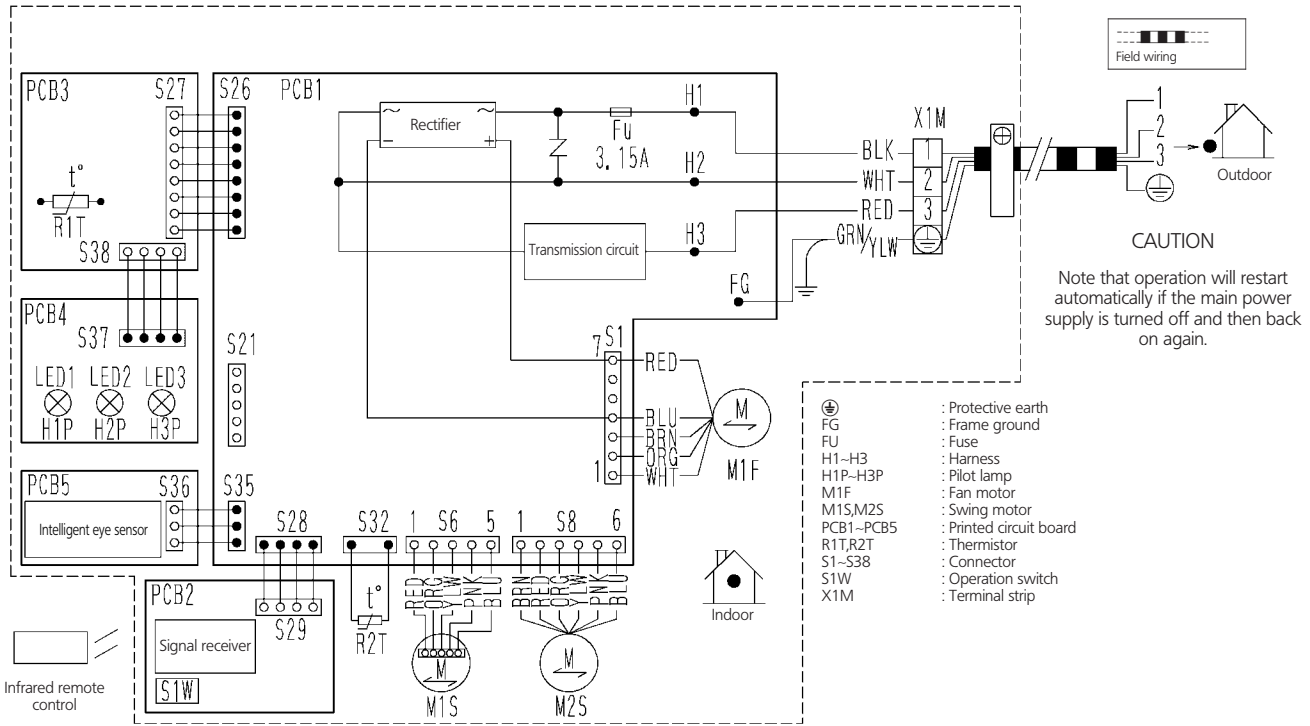 PCB3
S27
S26
PCB1
Rectifier
~
~
−
+
Fu
3.15A
H1
H2
H3
Transmission circuit
FG
X1M
BLK
1
WHT
2
RED
3
GRN/YLW
Field wiring
1
2
3
Outdoor
CAUTION
Note that operation will restart
automatically if the main power
supply is turned off and then back
on again.
t°
R1T
S38
PCB4
S37
LED1 LED2 LED3
H1P H2P H3P
S21
PCB5
S36
S35
Intelligent eye sensor
7
S1
RED
BLU
BRN
ORG
1
WHT
M
M1F
S28
S32
1 S6 5
1 S8 6
RED
ORG
YLW
PNK
BLU
BRN
RED
ORG
YLW
PNK
BLU
PCB2
S29
Signal receiver
S1W
t°
R2T
M
M1S
M
M2S
Indoor
Infrared remote
control
: Protective earth
FG : Frame ground
FU : Fuse
H1~H3 : Harness
H1P~H3P : Pilot lamp
M1F : Fan motor
M1S,M2S : Swing motor
PCB1~PCB5 : Printed circuit board
R1T,R2T : Thermistor
S1~S38 : Connector
S1W : Operation switch
X1M : Terminal strip